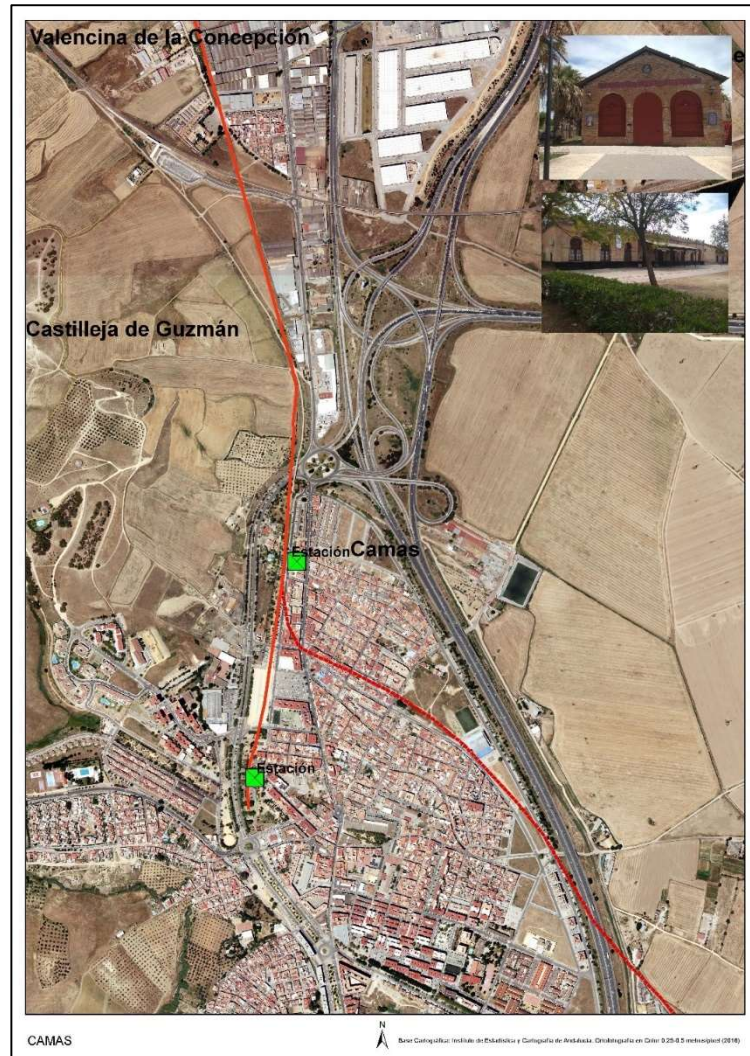 Valencina de la Concepción
e
Castilleja de Guzmán
Estación
Camas
Estación
CAMAS
N
Base Cartográfica: Instituto de Estadística y Cartografía de Andalucía. Ortofotografía en Color 0.25-0.5 metros/pixel (2016)